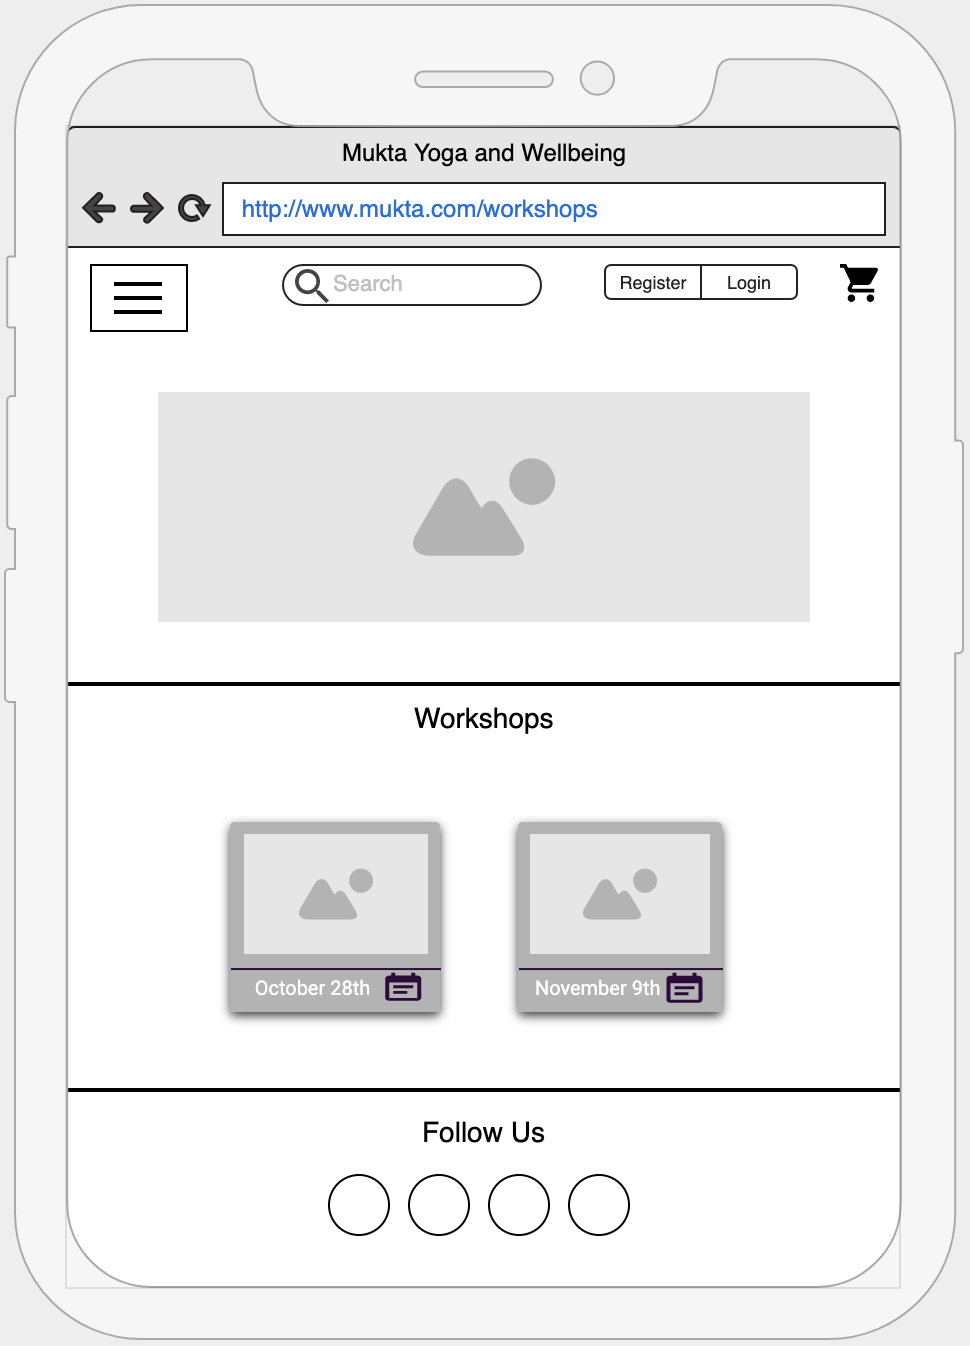 Mukta Yoga and Wellbeing
http://www.mukta.com/workshops
Search
Register
Login
Workshops
October 28th
November 9th
Follow Us